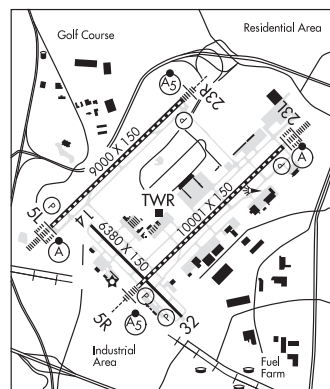 Golf Course
Residential Area
A5
23R
23L
P
P
A
9000 X 150
TWR
10001 X 150
P
5L
A
14
6380 X 150
P
P
5R
A5
32
Industrial
Area
Fuel
Farm